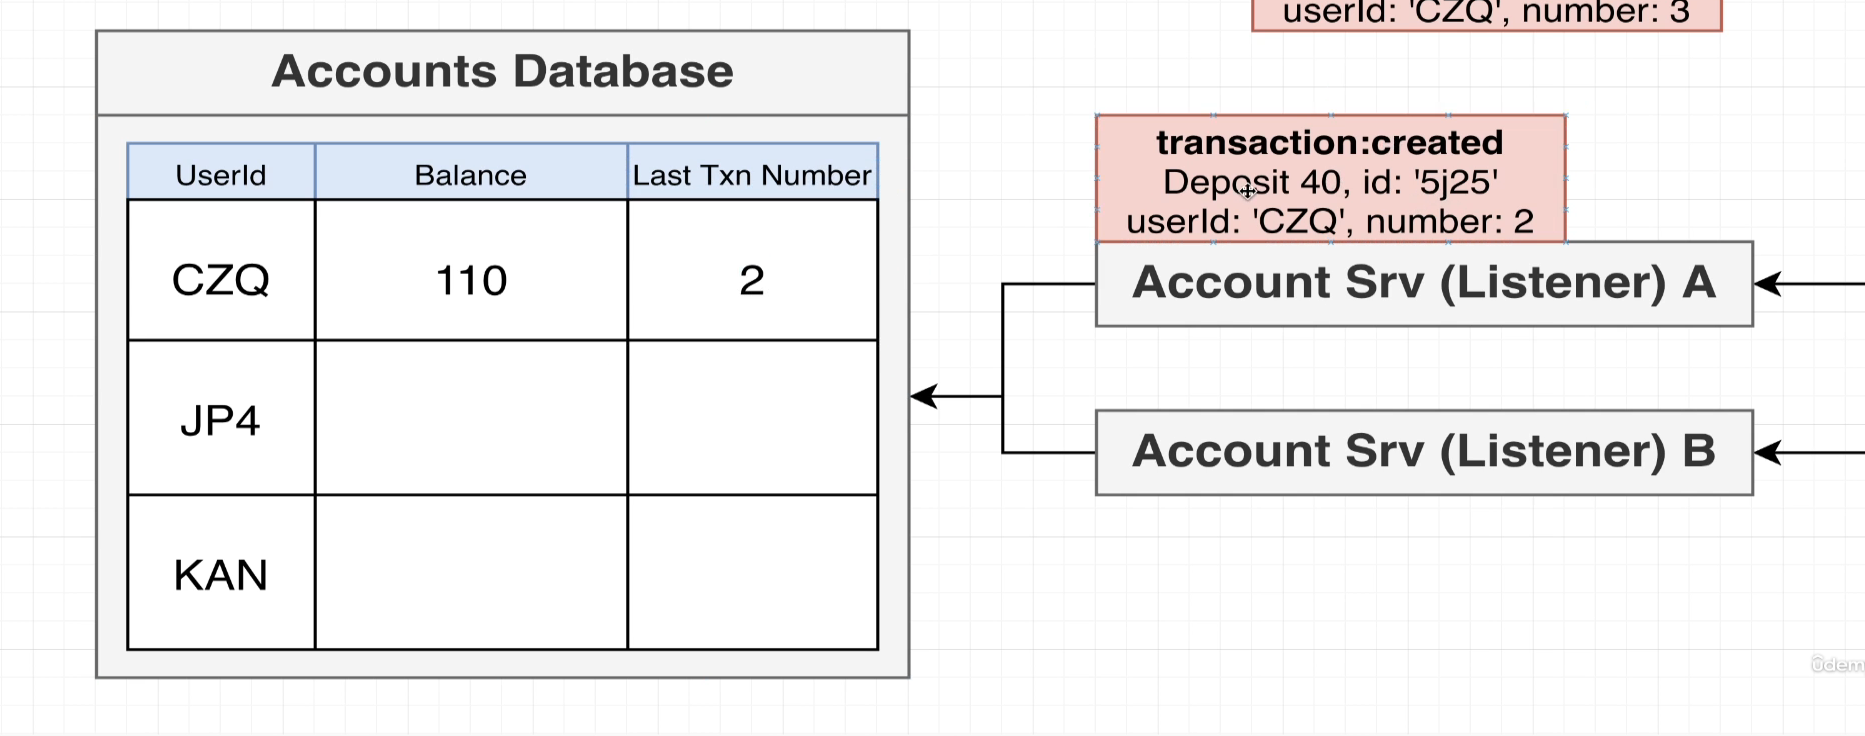 userId: 'CZQ', number: 3
Accounts Database
transaction:created
Deposit 40, id: '5j25'
userId: 'CZQ', number: 2
UserId Balance Last Txn Number
CZQ 110 2
Account Srv (Listener) A
JP4
Account Srv (Listener) B
KAN